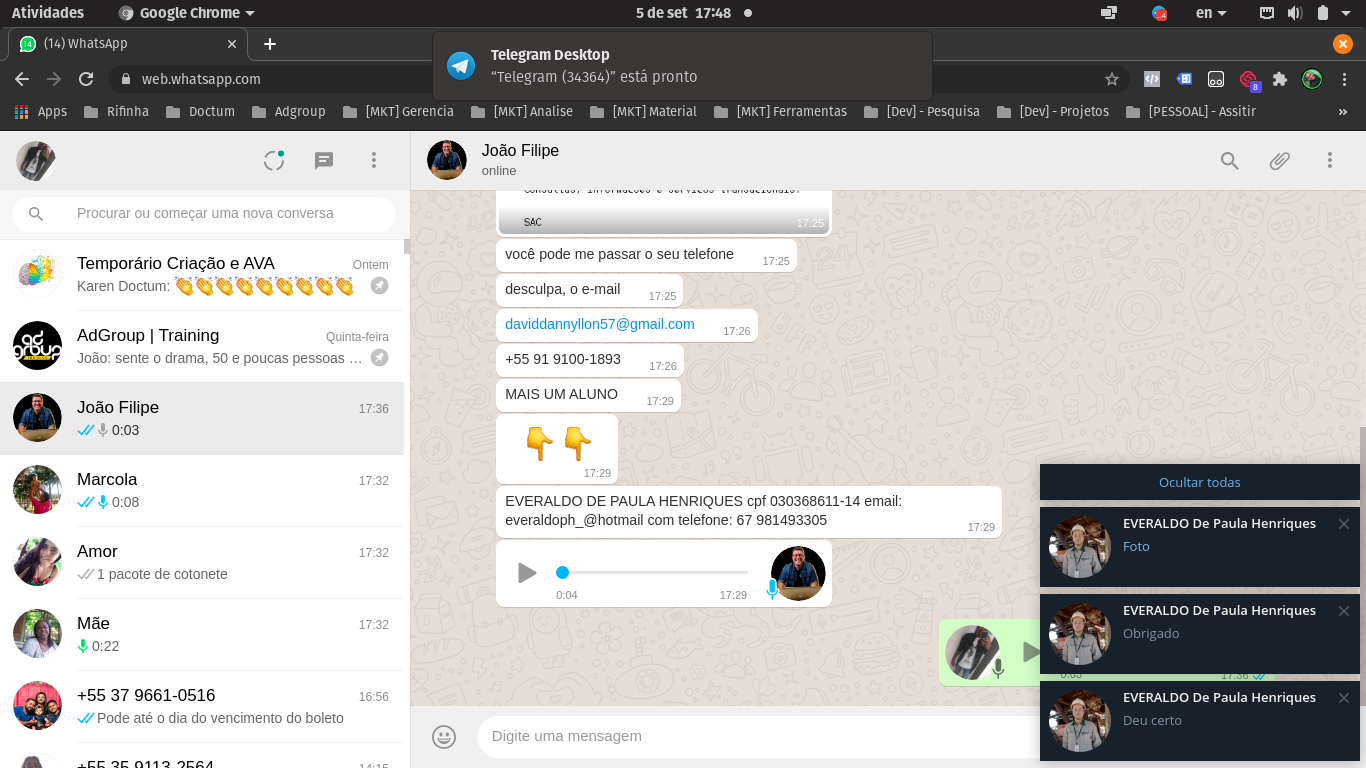 Atividades
Google Chrome
5 de set 17:48
en
(14) WhatsApp
Telegram Desktop
“Telegram (34364)” está pronto
web.whatsapp.com
Apps
Rifinha
Doctum
Adgroup
[MKT] Gerencia
[MKT] Analise
[MKT] Material
[MKT] Ferramentas
[Dev] - Pesquisa
[Dev] - Projetos
[PESSOAL] - Assitir
»
Procurar ou começar uma nova conversa
Temporário Criação e AVA
Ontem
Karen Doctum: 👏👏👏👏👏👏👏👏👏
AdGroup | Training
Quinta-feira
João: sente o drama, 50 e poucas pessoas …
João Filipe
17:36
0:03
Marcola
17:32
0:08
Amor
17:32
1 pacote de cotonete
Mãe
17:32
0:22
+55 37 9661-0516
16:56
Pode até o dia do vencimento do boleto
+55 35 9113-2564
14:15
João Filipe
online
Consultas, informações e serviços transacionais.
SAC
17:25
você pode me passar o seu telefone
17:25
desculpa, o e-mail
17:25
daviddannyllon57@gmail.com
17:26
+55 91 9100-1893
17:26
MAIS UM ALUNO
17:29
👇👇
17:29
EVERALDO DE PAULA HENRIQUES cpf 030368611-14 email:
everaldoph_@hotmail com telefone: 67 981493305
17:29
0:04
17:29
0:03
17:36
Digite uma mensagem
Ocultar todas
EVERALDO De Paula Henriques
Foto
EVERALDO De Paula Henriques
Obrigado
EVERALDO De Paula Henriques
Deu certo